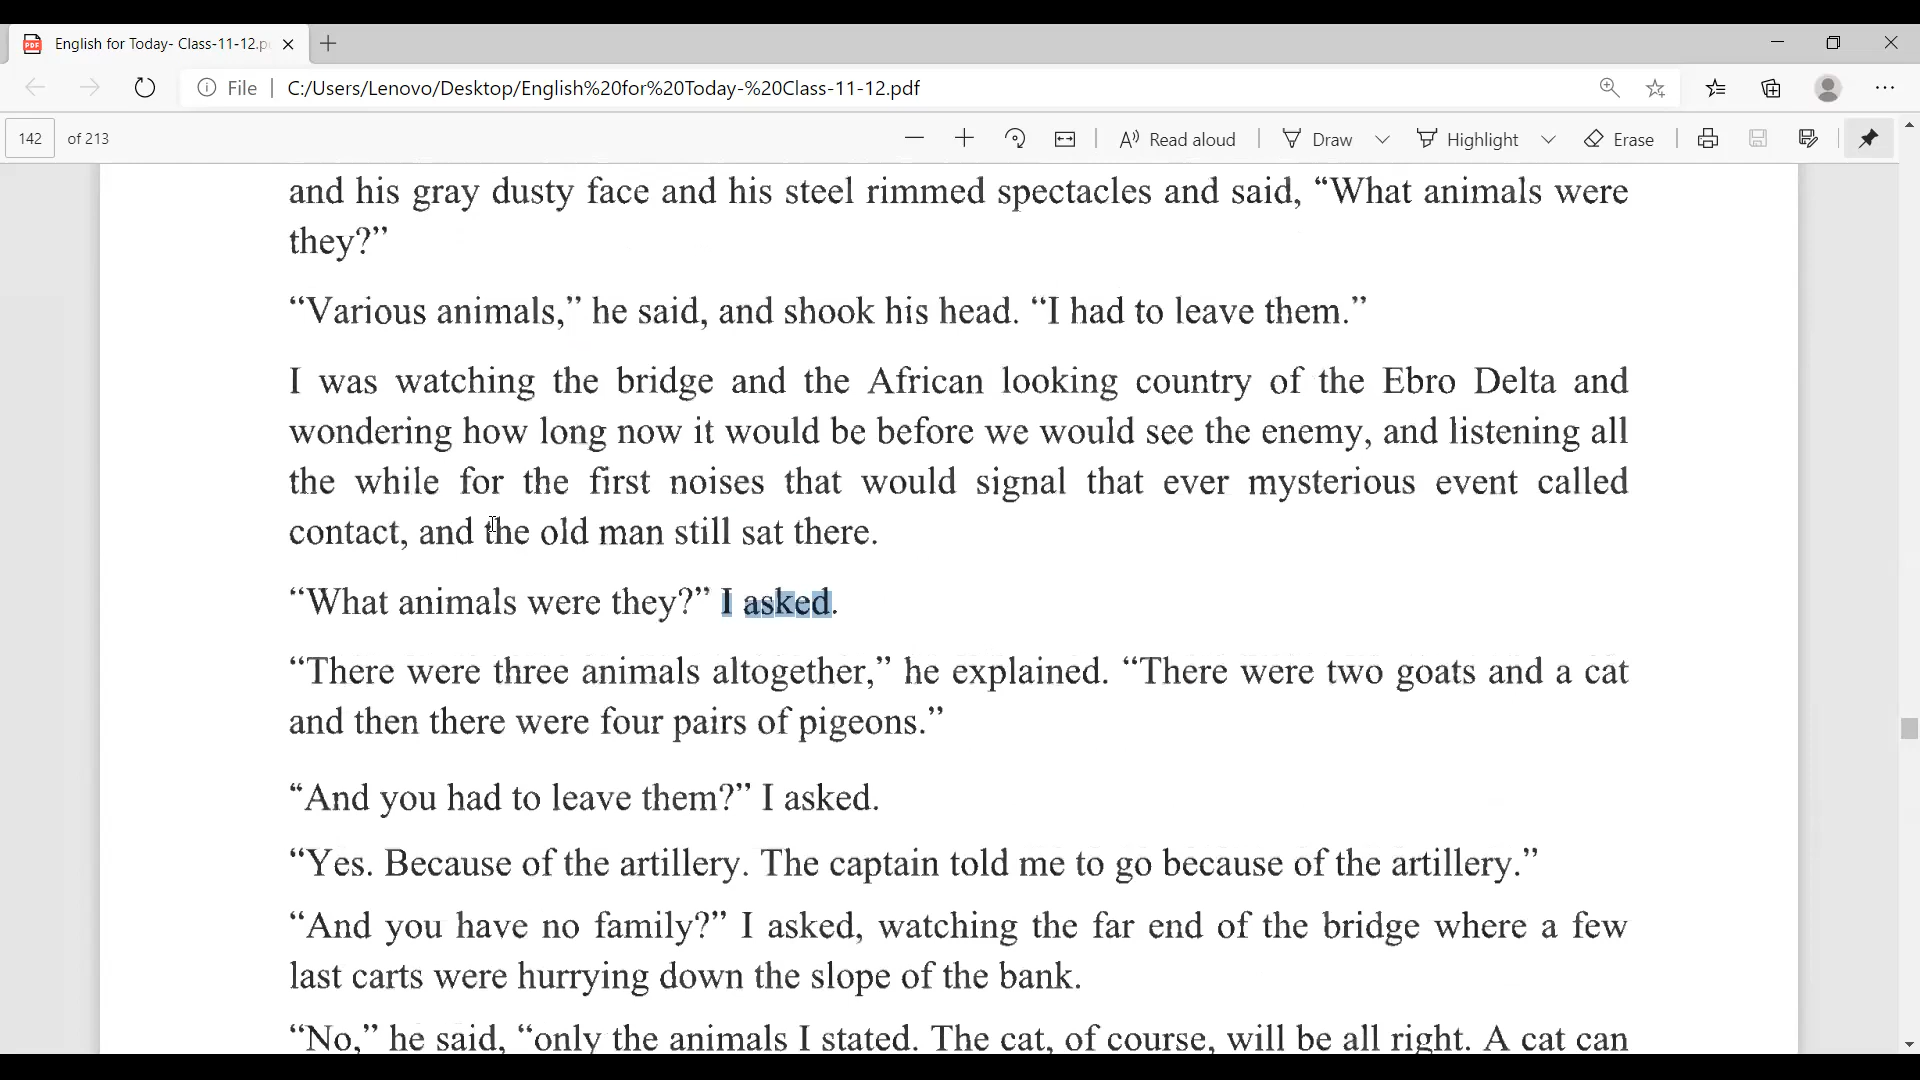 English for Today- Class-11-12.p
File C:/Users/Lenovo/Desktop/English%20for%20Today-%20Class-11-12.pdf
142 of 213 Read aloud Draw Highlight Erase
and his gray dusty face and his steel rimmed spectacles and said, “What animals were
they?”
“Various animals,” he said, and shook his head. “I had to leave them.”
I was watching the bridge and the African looking country of the Ebro Delta and
wondering how long now it would be before we would see the enemy, and listening all
the while for the first noises that would signal that ever mysterious event called
contact, and the old man still sat there.
“What animals were they?” I asked.
“There were three animals altogether,” he explained. “There were two goats and a cat
and then there were four pairs of pigeons.”
“And you had to leave them?” I asked.
“Yes. Because of the artillery. The captain told me to go because of the artillery.”
“And you have no family?” I asked, watching the far end of the bridge where a few
last carts were hurrying down the slope of the bank.
“No,” he said, “only the animals I stated. The cat, of course, will be all right. A cat can